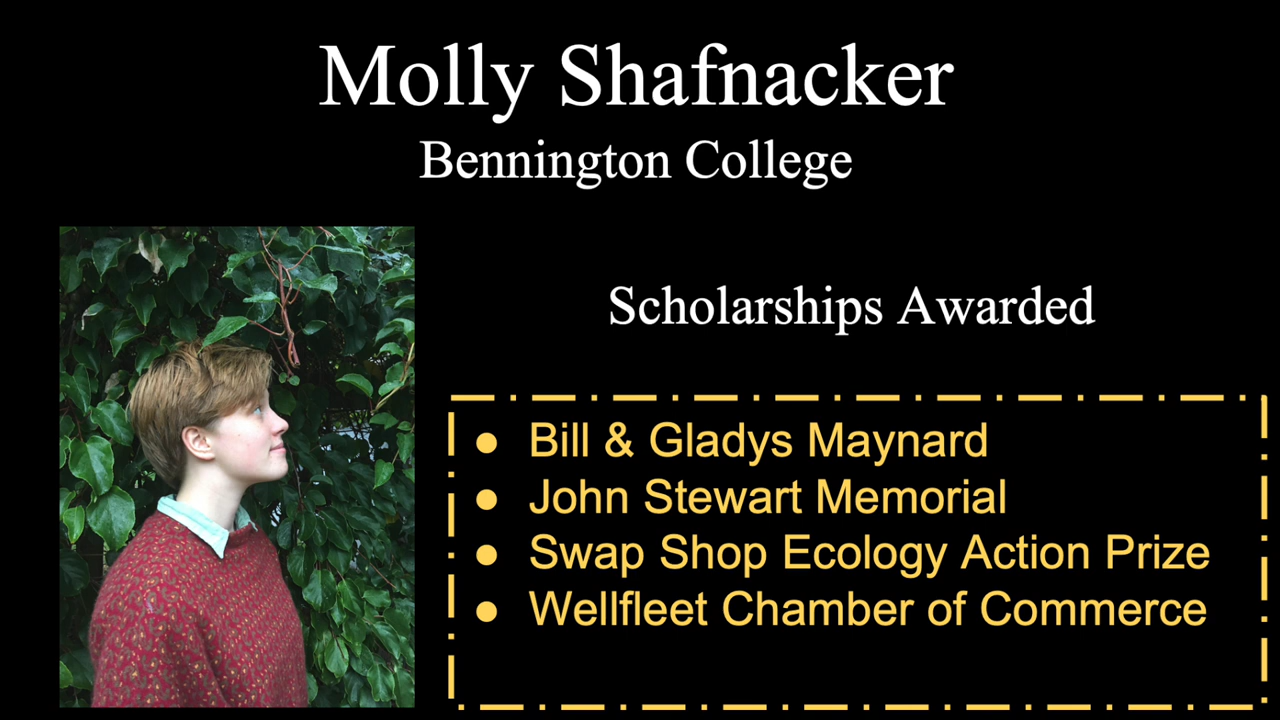 Molly Shafnacker
Bennington College
Scholarships Awarded
● Bill & Gladys Maynard
● John Stewart Memorial
● Swap Shop Ecology Action Prize
● Wellfleet Chamber of Commerce